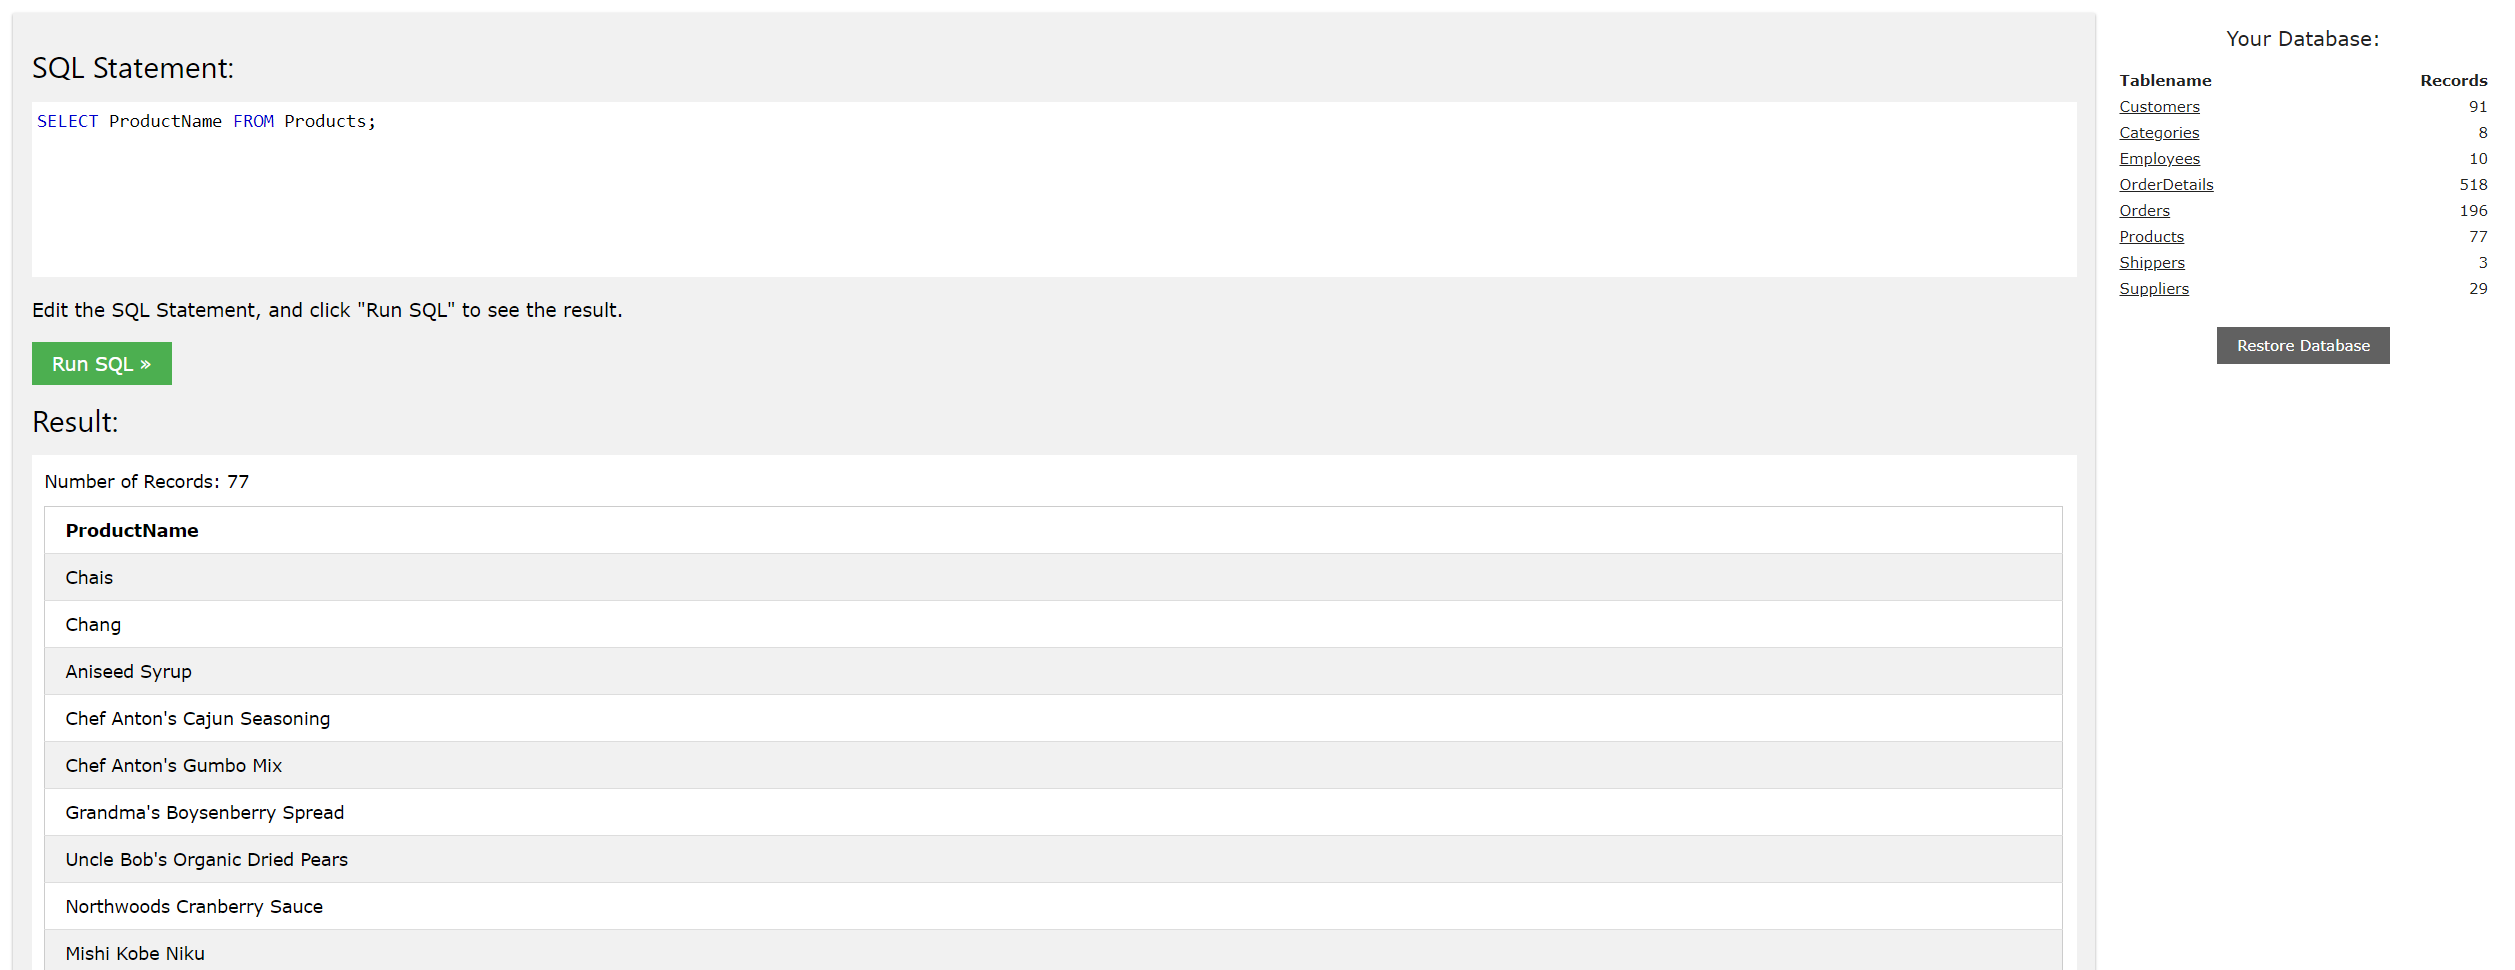 SQL Statement:
SELECT ProductName FROM Products;
Edit the SQL Statement, and click "Run SQL" to see the result.
Run SQL »
Result:
Number of Records: 77
ProductName
Chais
Chang
Aniseed Syrup
Chef Anton's Cajun Seasoning
Chef Anton's Gumbo Mix
Grandma's Boysenberry Spread
Uncle Bob's Organic Dried Pears
Northwoods Cranberry Sauce
Mishi Kobe Niku
Your Database:
Tablename Records
Customers 91
Categories 8
Employees 10
OrderDetails 518
Orders 196
Products 77
Shippers 3
Suppliers 29
Restore Database